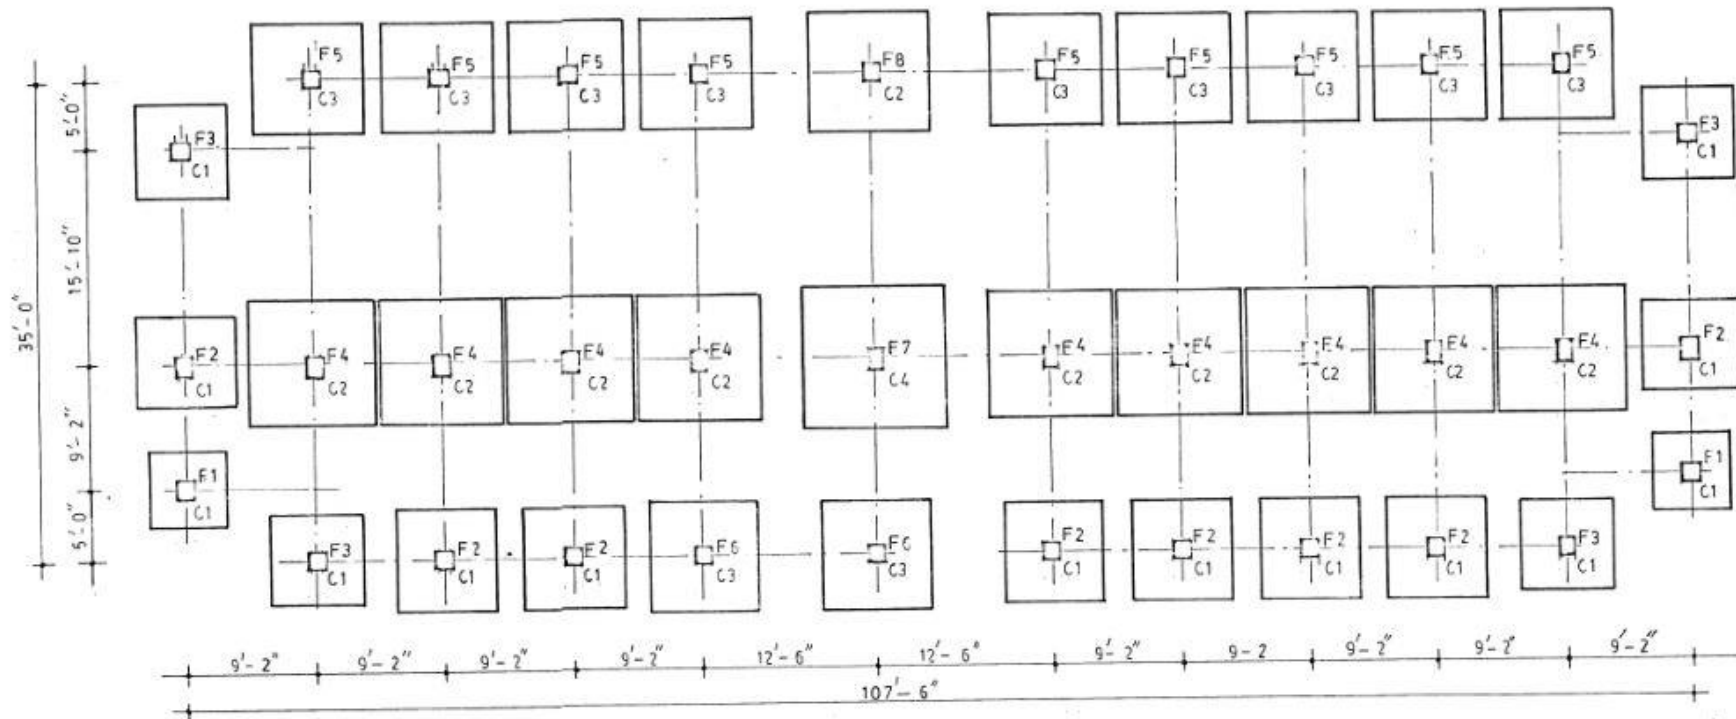 F5 F5 F5 F5 F8 F5 F5 F5 F5 F5
C3 C3 C3 C3 C2 C3 C3 C3 C3 C3
5'-0"
F3 F3
C1 C1
15'-10"
35'-0"
F2 F4 F4 F4 F4 F7 F4 F4 F4 F4 F4 F2
C1 C2 C2 C2 C2 C4 C2 C2 C2 C2 C2 C1
9'-2"
F1 F1
C1 C1
5'-0"
F3 F2 F2 F6 F6 F2 F2 F2 F2 F3
C1 C1 C1 C3 C3 C1 C1 C1 C1 C1
9'-2" 9'-2" 9'-2" 9'-2" 12'-6" 12'-6" 9'-2" 9-2 9'-2" 9'-2" 9'-2"
107'-6"